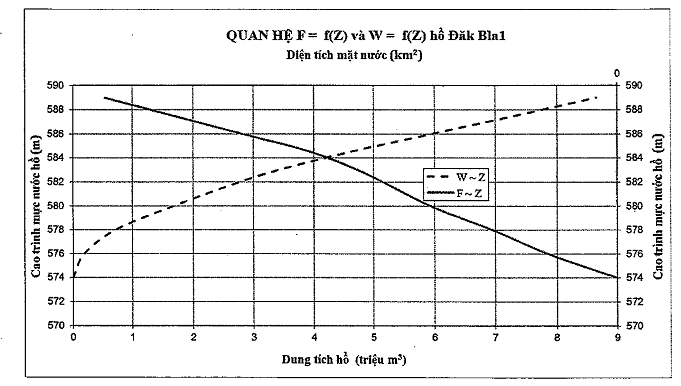 QUAN HỆ F = f(Z) và W = f(Z) hồ Đăk Bla1
Diện tích mặt nước (km²)
0
590 590
588 588
586 586
584 584
582 582
580 580
578 578
576 576
574 574
572 572
570 570
Cao trình mực nước hồ (m)
Cao trình mực nước hồ (m)
W~Z
F~Z
0 1 2 3 4 5 6 7 8 9
Dung tích hồ (triệu m³)